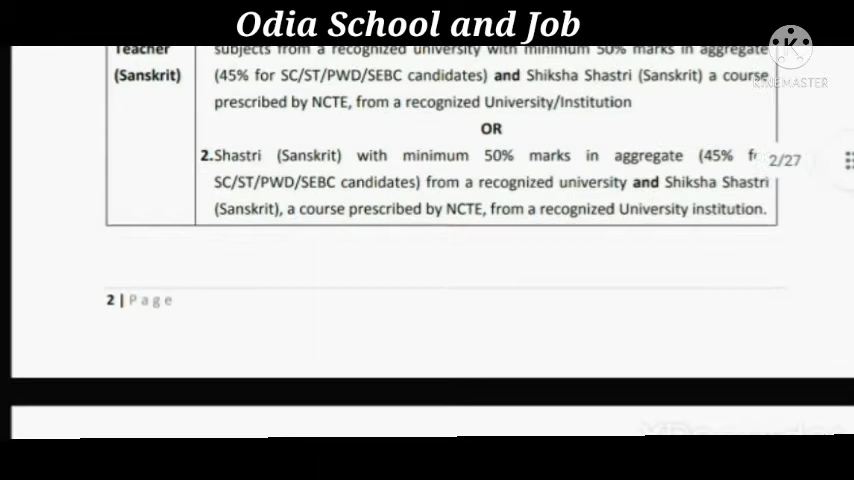 Odia School and Job
KINEMASTER
Teacher
(Sanskrit)
subjects from a recognized university with minimum 50% marks in aggregate
(45% for SC/ST/PWD/SEBC candidates) and Shiksha Shastri (Sanskrit) a course
prescribed by NCTE, from a recognized University/Institution
OR
2.Shastri (Sanskrit) with minimum 50% marks in aggregate (45%
SC/ST/PWD/SEBC candidates) from a recognized university and Shiksha Shastri
(Sanskrit), a course prescribed by NCTE, from a recognized University institution.
2/27
2 | Page